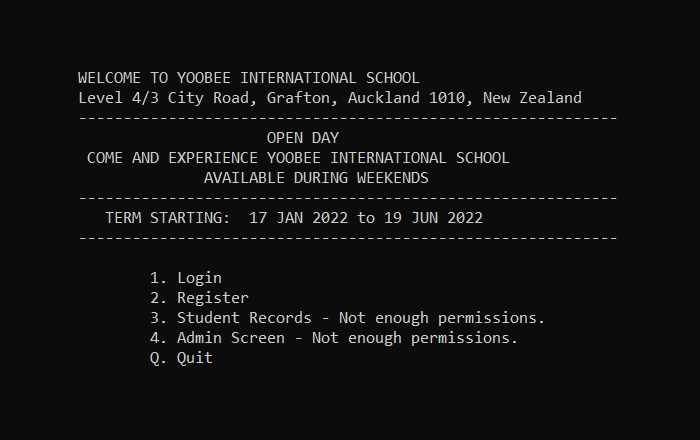 WELCOME TO YOOBEE INTERNATIONAL SCHOOL
Level 4/3 City Road, Grafton, Auckland 1010, New Zealand
------------------------------------------------------------
OPEN DAY
COME AND EXPERIENCE YOOBEE INTERNATIONAL SCHOOL
AVAILABLE DURING WEEKENDS
------------------------------------------------------------
TERM STARTING:  17 JAN 2022 to 19 JUN 2022
------------------------------------------------------------
1. Login
2. Register
3. Student Records - Not enough permissions.
4. Admin Screen - Not enough permissions.
Q. Quit